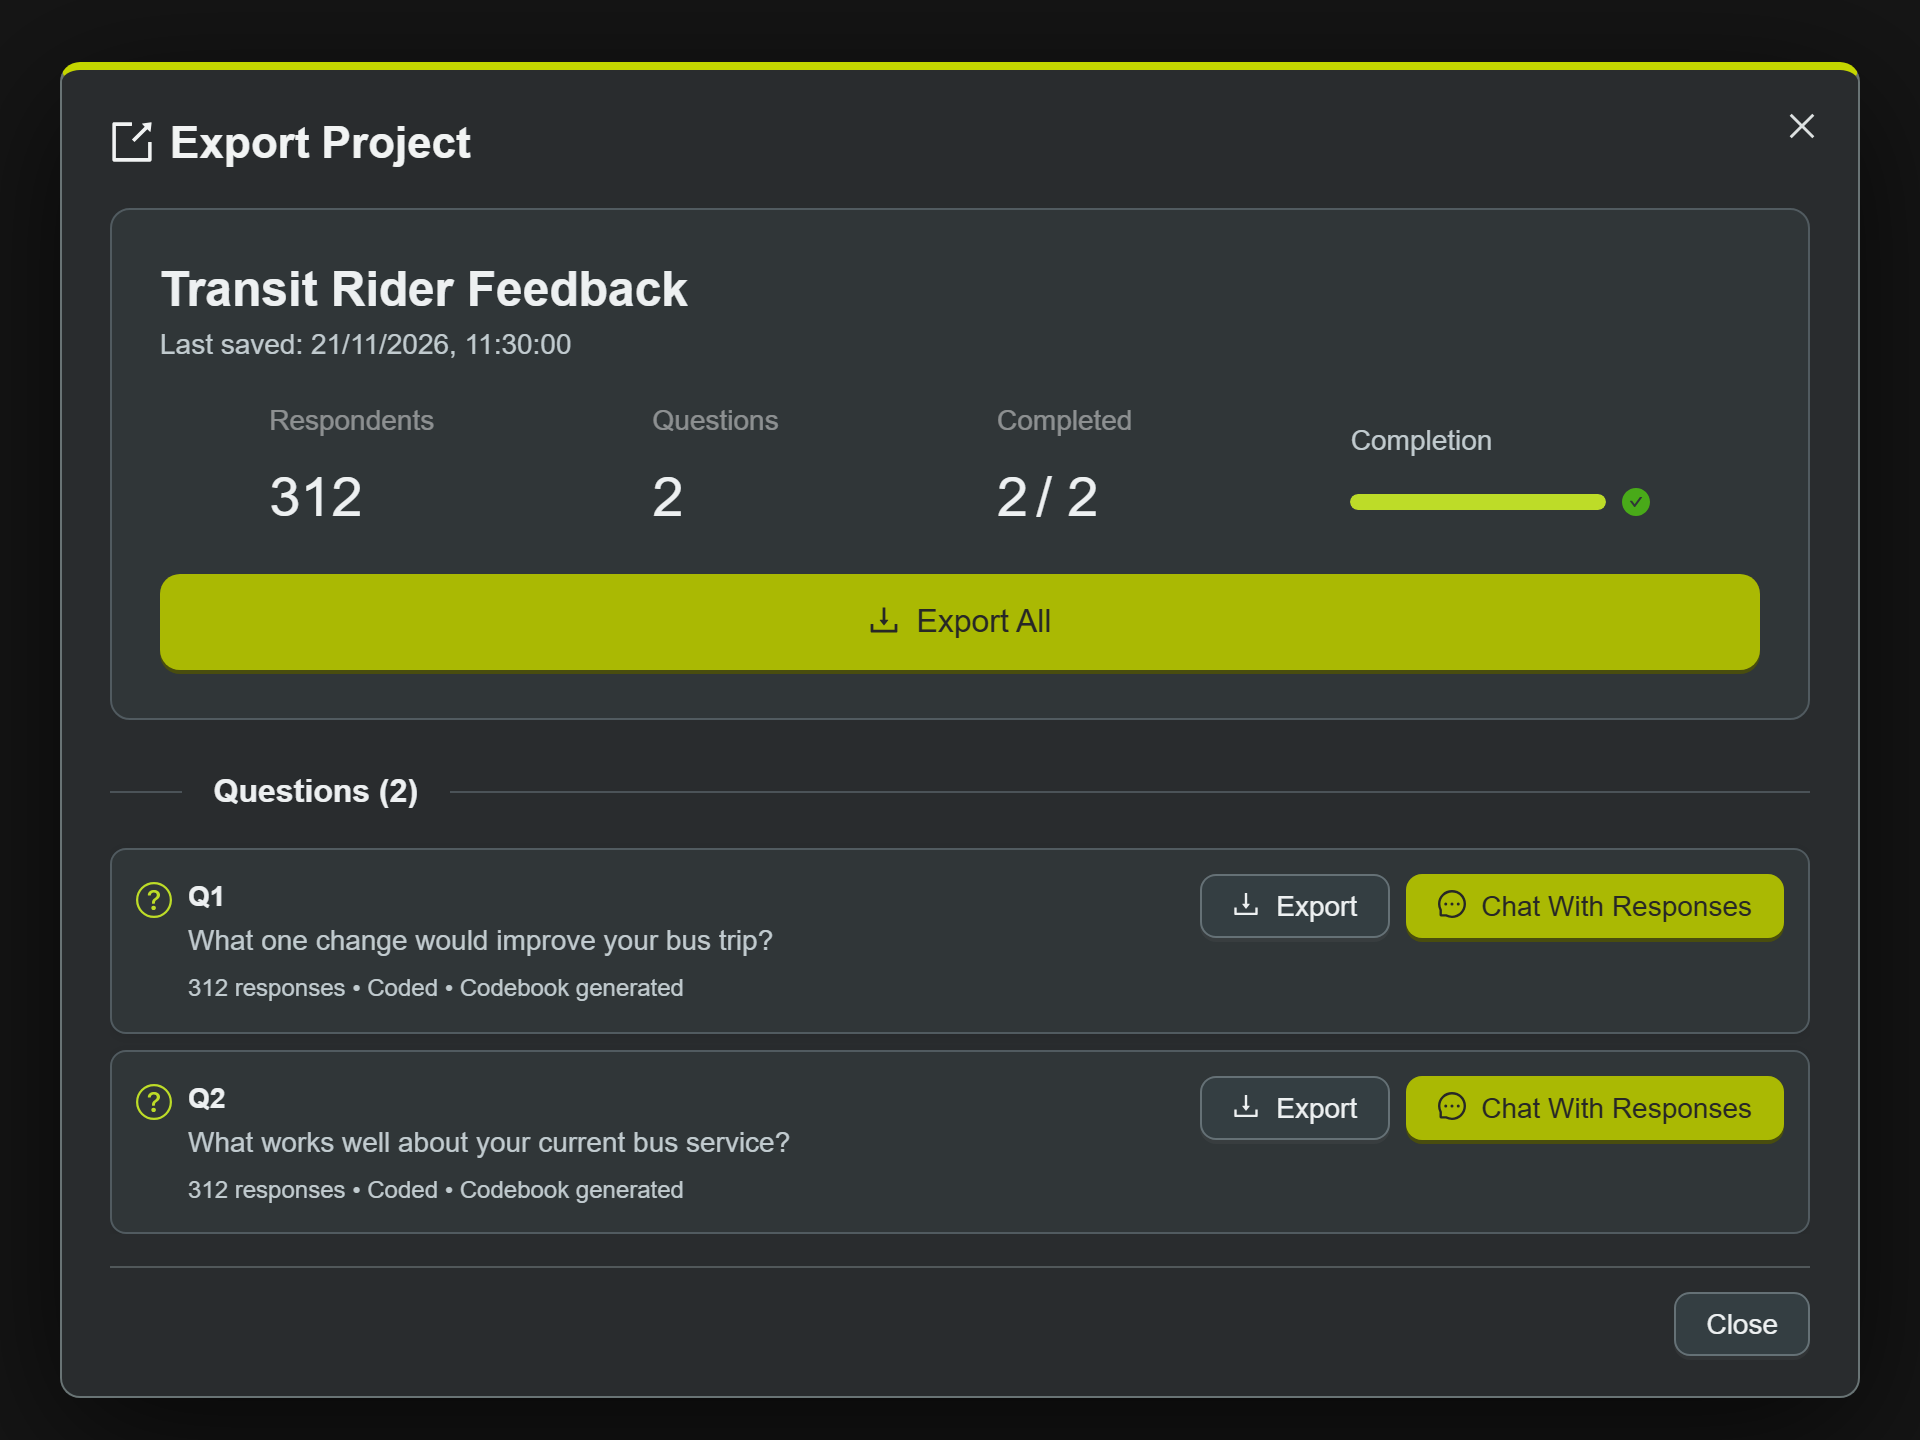 Export Project
Transit Rider Feedback
Last saved: 21/11/2026, 11:30:00
Respondents
312
Questions
2
Completed
2 / 2
Completion
Export All
Questions (2)
Q1
What one change would improve your bus trip?
312 responses • Coded • Codebook generated
Export
Chat With Responses
Q2
What works well about your current bus service?
312 responses • Coded • Codebook generated
Export
Chat With Responses
Close